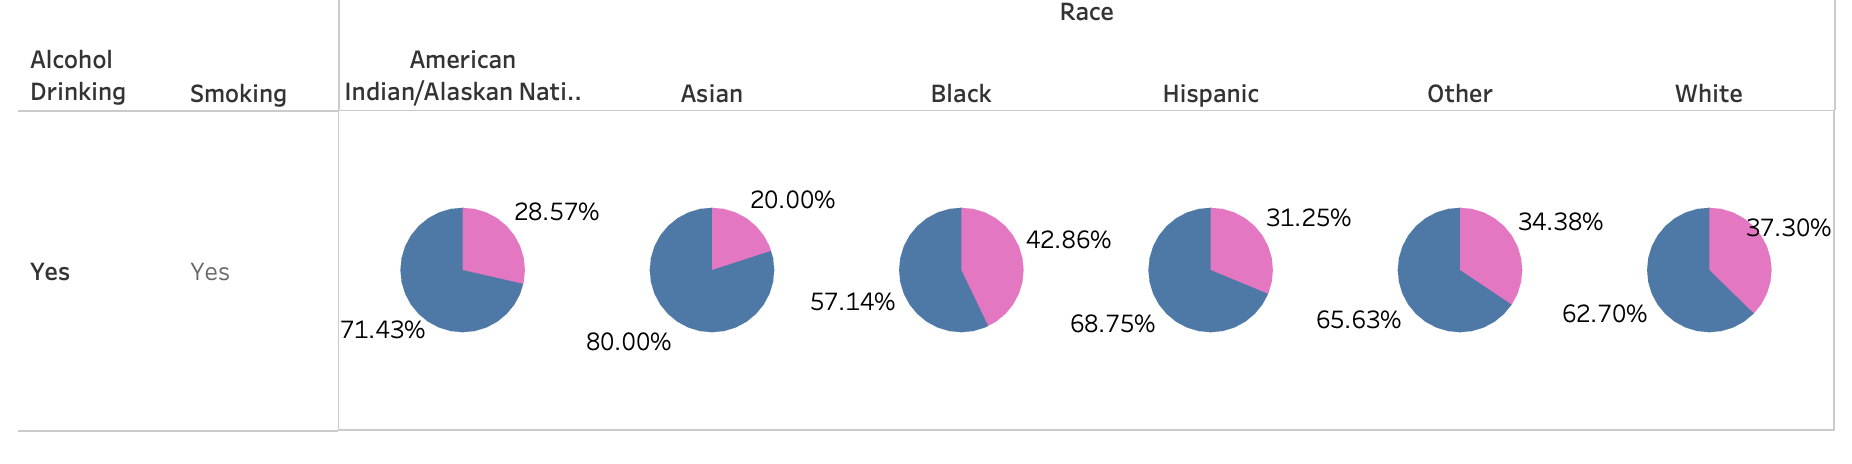 Race
Alcohol
Drinking
Smoking
American
Indian/Alaskan Nati..
Asian
Black
Hispanic
Other
White
Yes
Yes
28.57%
71.43%
20.00%
80.00%
42.86%
57.14%
31.25%
68.75%
34.38%
65.63%
37.30%
62.70%